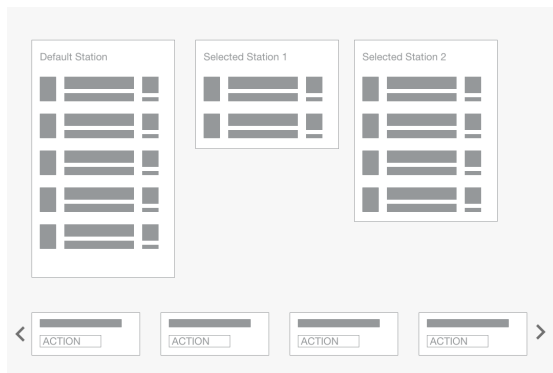 Default Station
Selected Station 1
Selected Station 2
ACTION
ACTION
ACTION
ACTION